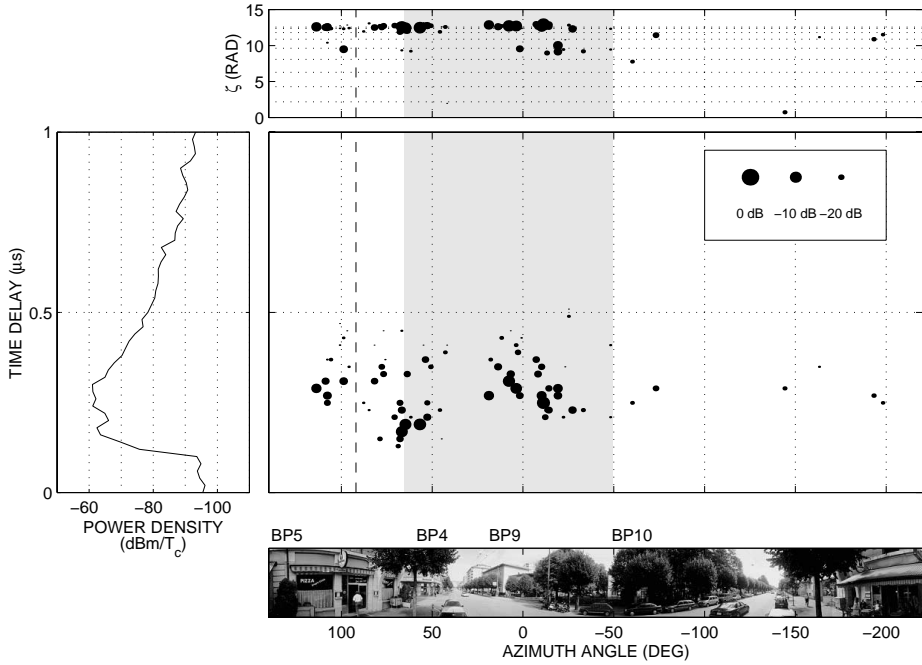 15
10
5
0
ζ (RAD)
1
0.5
0
TIME DELAY (μs)
−60 −80 −100
POWER DENSITY
(dBm/T_c)
0 dB −10 dB −20 dB
BP5 BP4 BP9 BP10
PIZZA
100 50 0 −50 −100 −150 −200
AZIMUTH ANGLE (DEG)